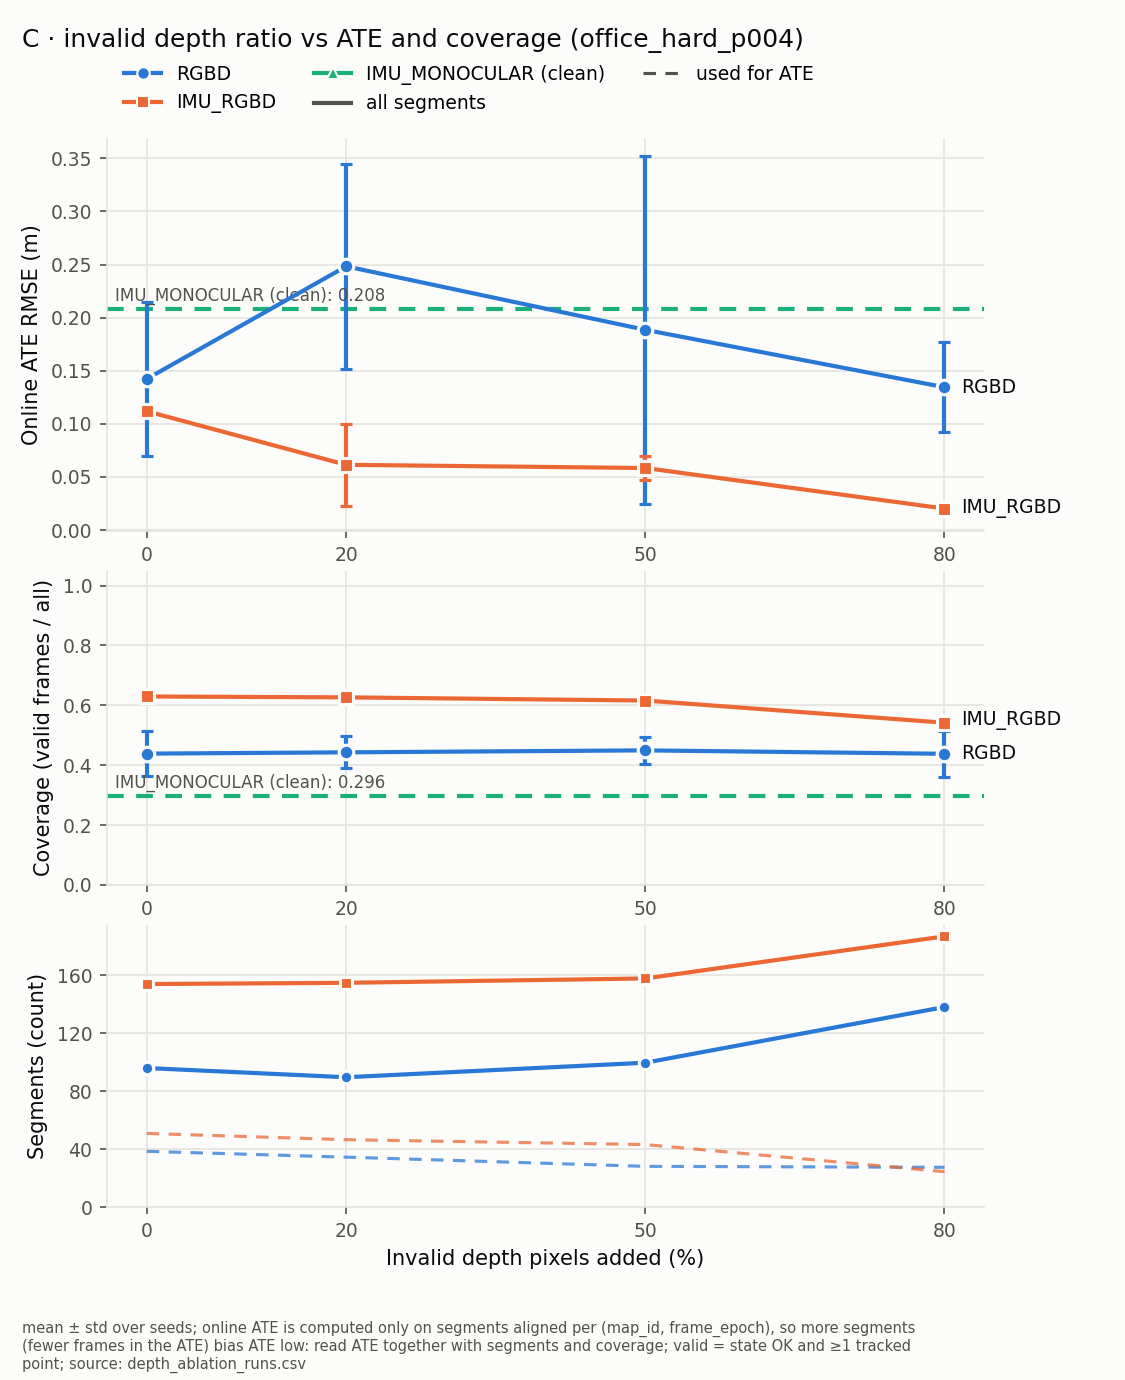 C · invalid depth ratio vs ATE and coverage (office_hard_p004)
RGBD
IMU_MONOCULAR (clean)
used for ATE
IMU_RGBD
all segments
Online ATE RMSE (m)
0.35
0.30
0.25
0.20
0.15
0.10
0.05
0.00
IMU_MONOCULAR (clean): 0.208
RGBD
IMU_RGBD
0 20 50 80
Coverage (valid frames / all)
1.0
0.8
0.6
0.4
0.2
0.0
IMU_RGBD
RGBD
IMU_MONOCULAR (clean): 0.296
0 20 50 80
Segments (count)
160
120
80
40
0
0 20 50 80
Invalid depth pixels added (%)
mean ± std over seeds; online ATE is computed only on segments aligned per (map_id, frame_epoch), so more segments
(fewer frames in the ATE) bias ATE low: read ATE together with segments and coverage; valid = state OK and ≥1 tracked
point; source: depth_ablation_runs.csv